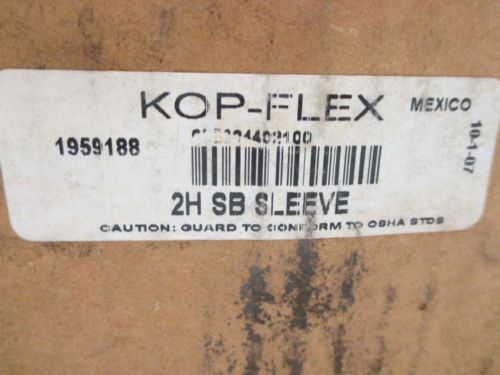 KOP-FLEX MEXICO
1959188
10-1-07
2H SB SLEEVE
CAUTION: GUARD TO CONFORM TO OSHA STDS